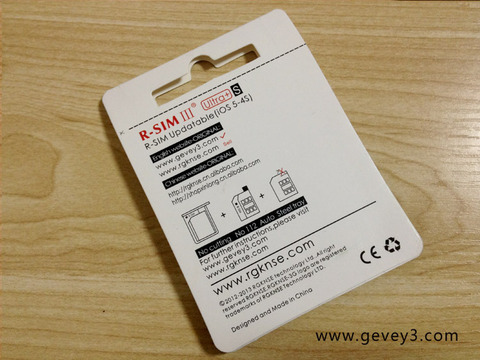 R-SIM III® Ultra+ S
R-SIM Updatable(iOS 5-4S)
English website ORIGINAL
www.gevey3.com
www.rgknse.com
Chinese website ORIGINAL
http://rgknse.cn.alibaba.com
http://shopinlong.cn.alibaba.com
+ +
No cutting No 112 Auto Steel tray
For further instructions,please visit
www.gevey3.com
www.rgknse.com
www.rgknse.com
©2012-2013 RGKNSE Technology Ltd. All right
reserved.RGKNSE,RGKNSE-3G logo are registered
trademarks of RGKNSE Technology LTD.
Designed and Made in China
CE
www.gevey3.com